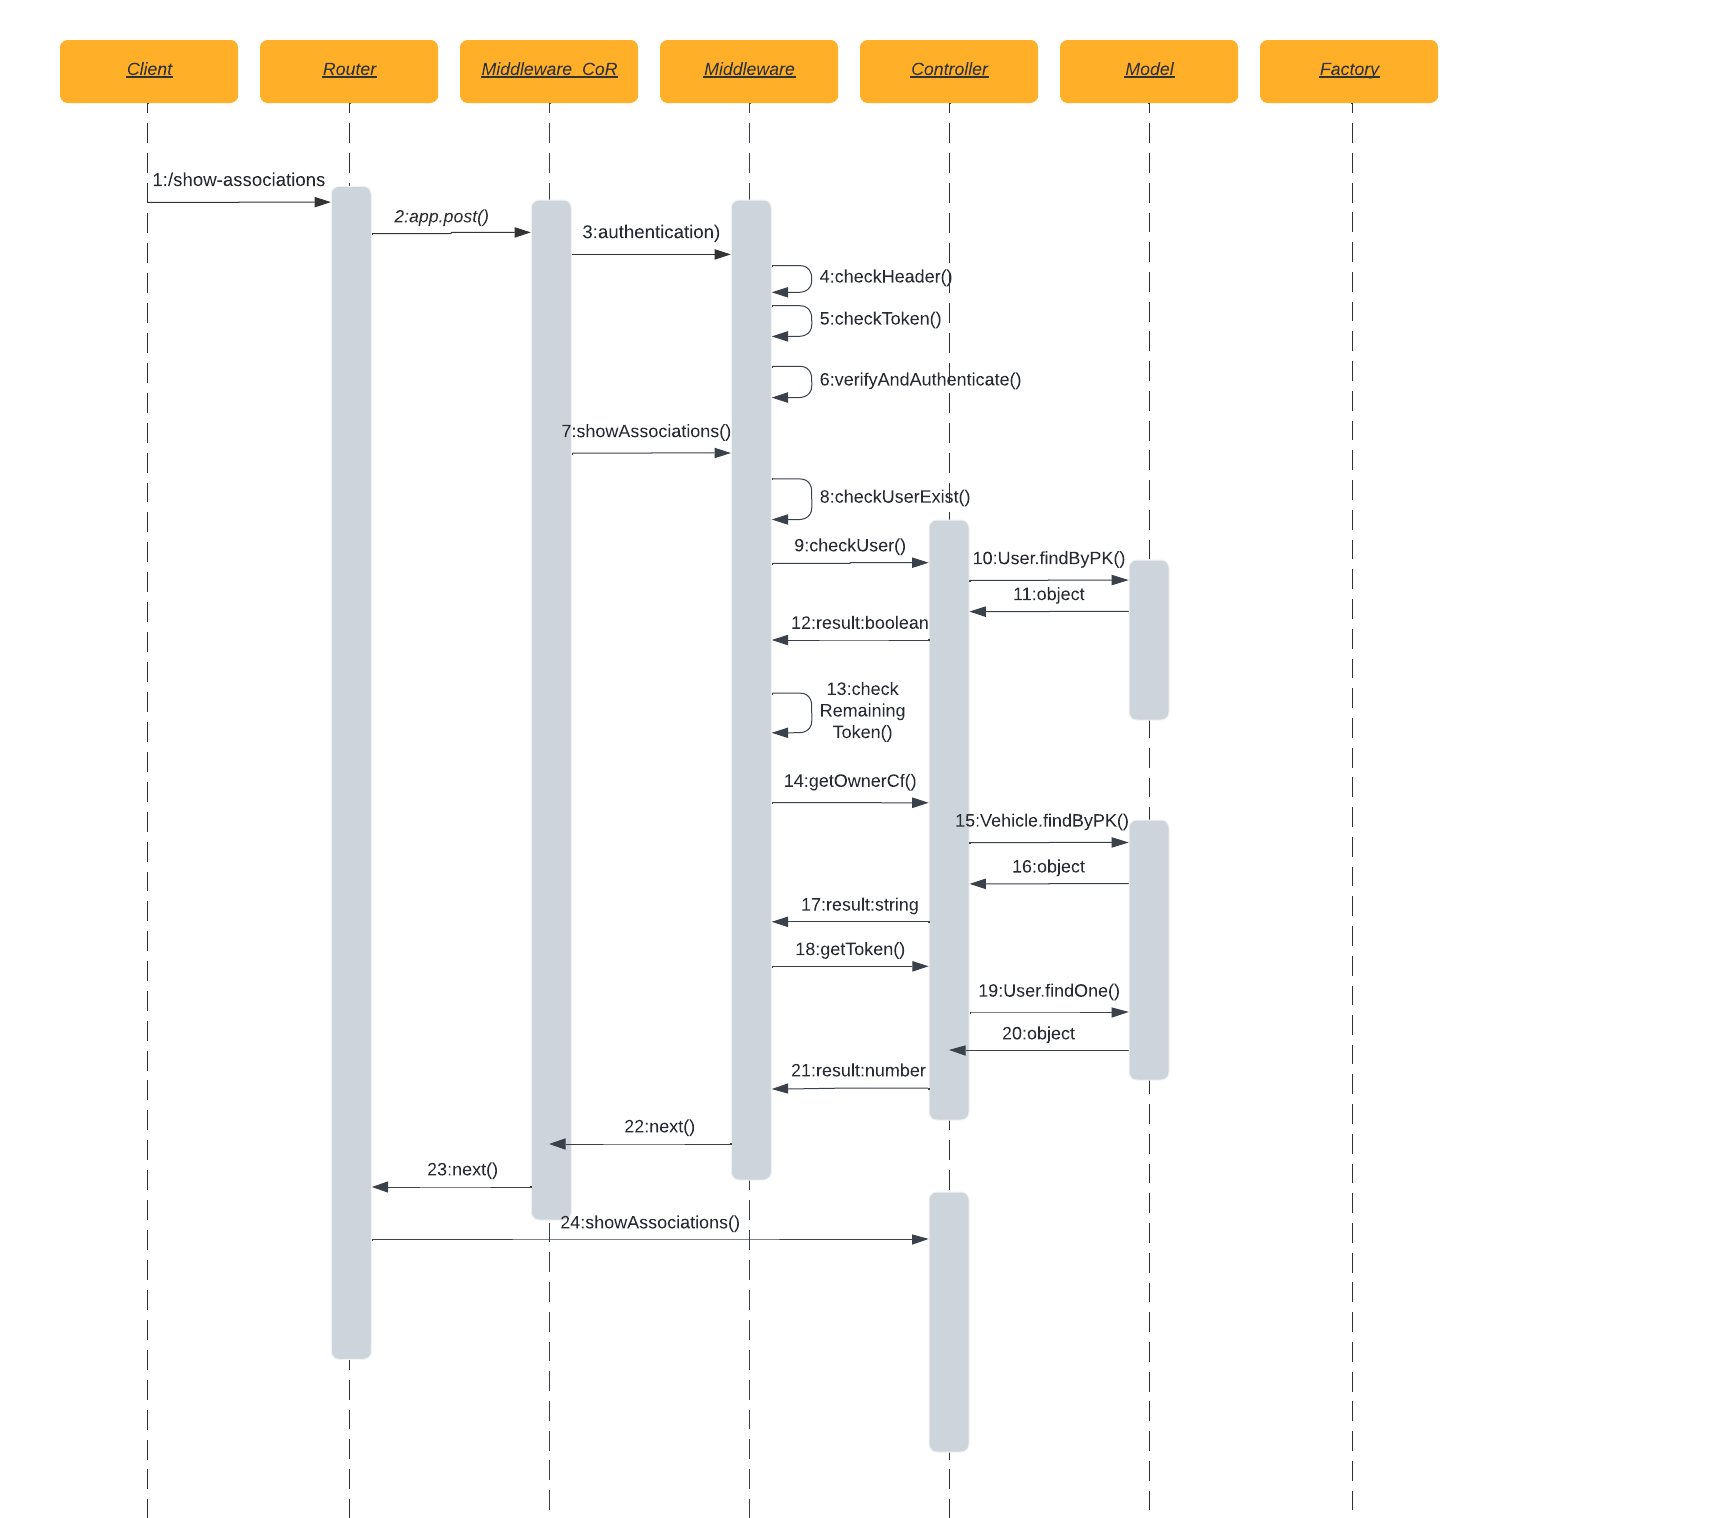 Client
Router
Middleware_CoR
Middleware
Controller
Model
Factory
1:/show-associations
2:app.post()
3:authentication)
4:checkHeader()
5:checkToken()
6:verifyAndAuthenticate()
7:showAssociations()
8:checkUserExist()
9:checkUser()
10:User.findByPK()
11:object
12:result:boolean
13:check
Remaining
Token()
14:getOwnerCf()
15:Vehicle.findByPK()
16:object
17:result:string
18:getToken()
19:User.findOne()
20:object
21:result:number
22:next()
23:next()
24:showAssociations()